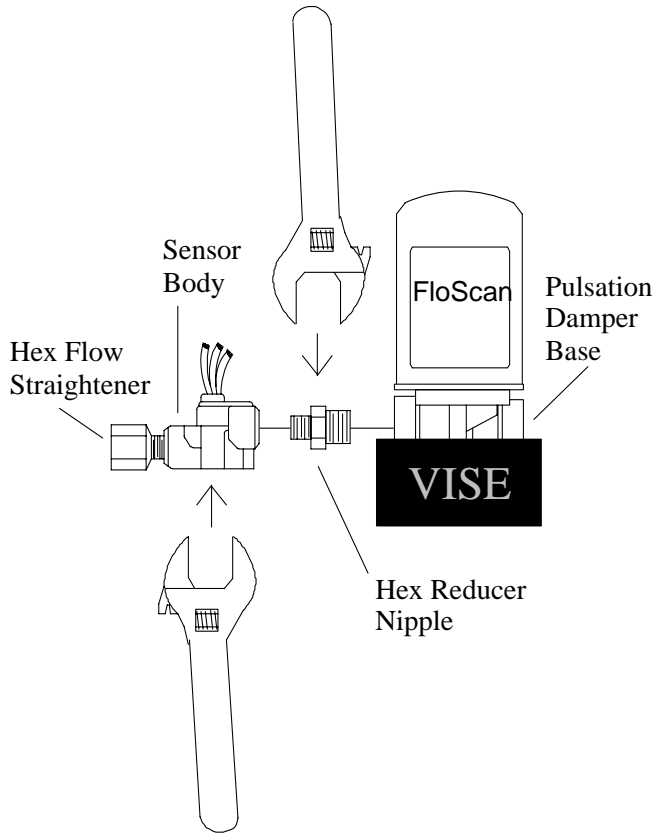 Sensor
Body
Hex Flow
Straightener
FloScan
Pulsation
Damper
Base
VISE
Hex Reducer
Nipple